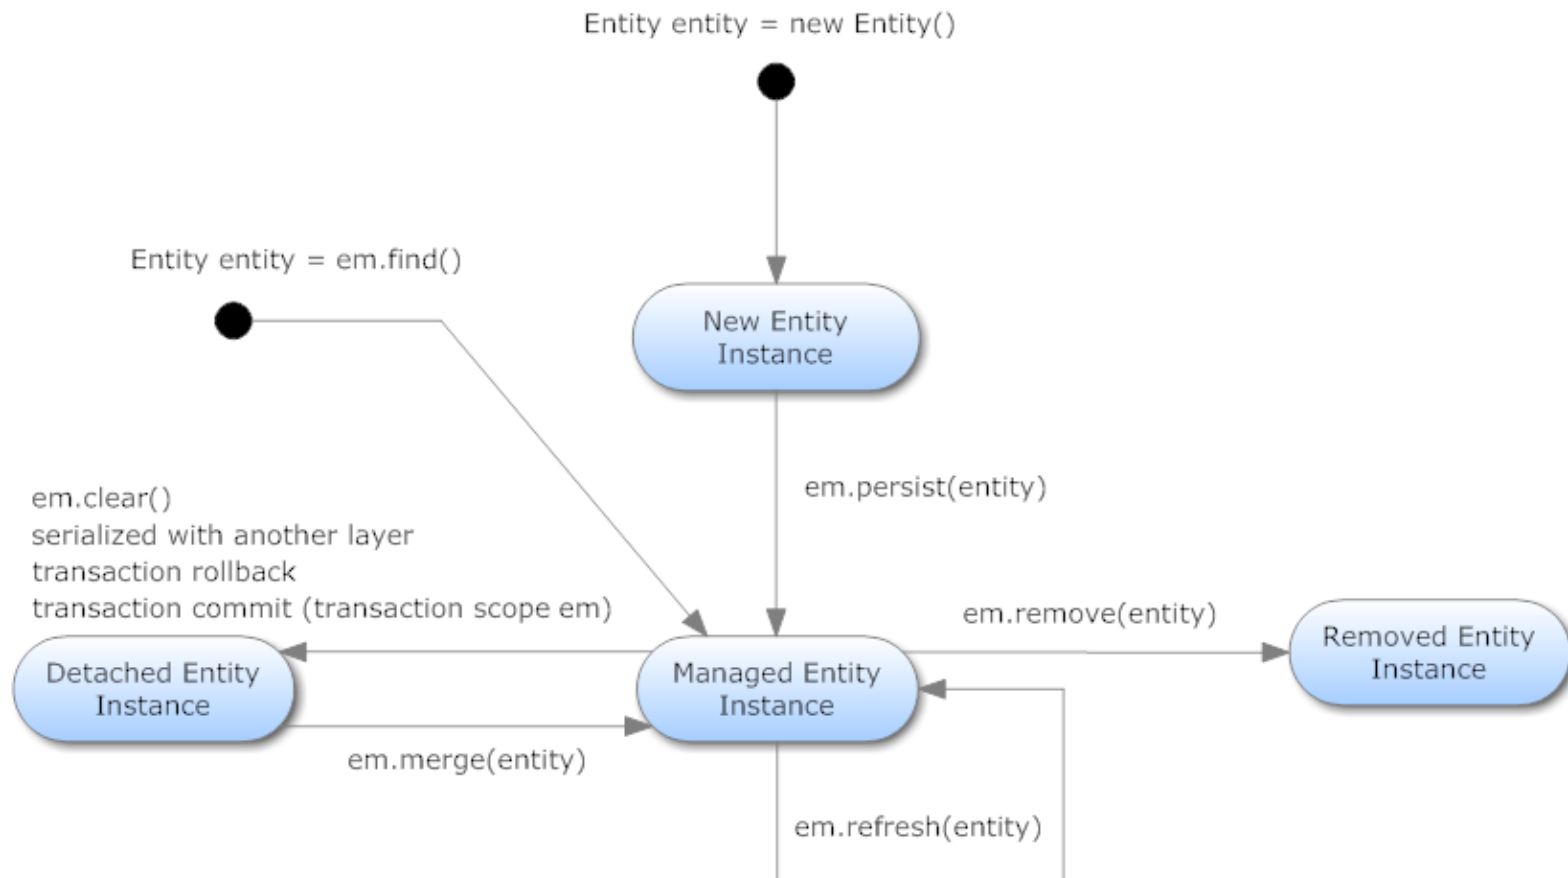 Entity entity = new Entity()
Entity entity = em.find()
New Entity
Instance
em.persist(entity)
em.clear()
serialized with another layer
transaction rollback
transaction commit (transaction scope em)
em.remove(entity)
Detached Entity
Instance
Managed Entity
Instance
Removed Entity
Instance
em.merge(entity)
em.refresh(entity)